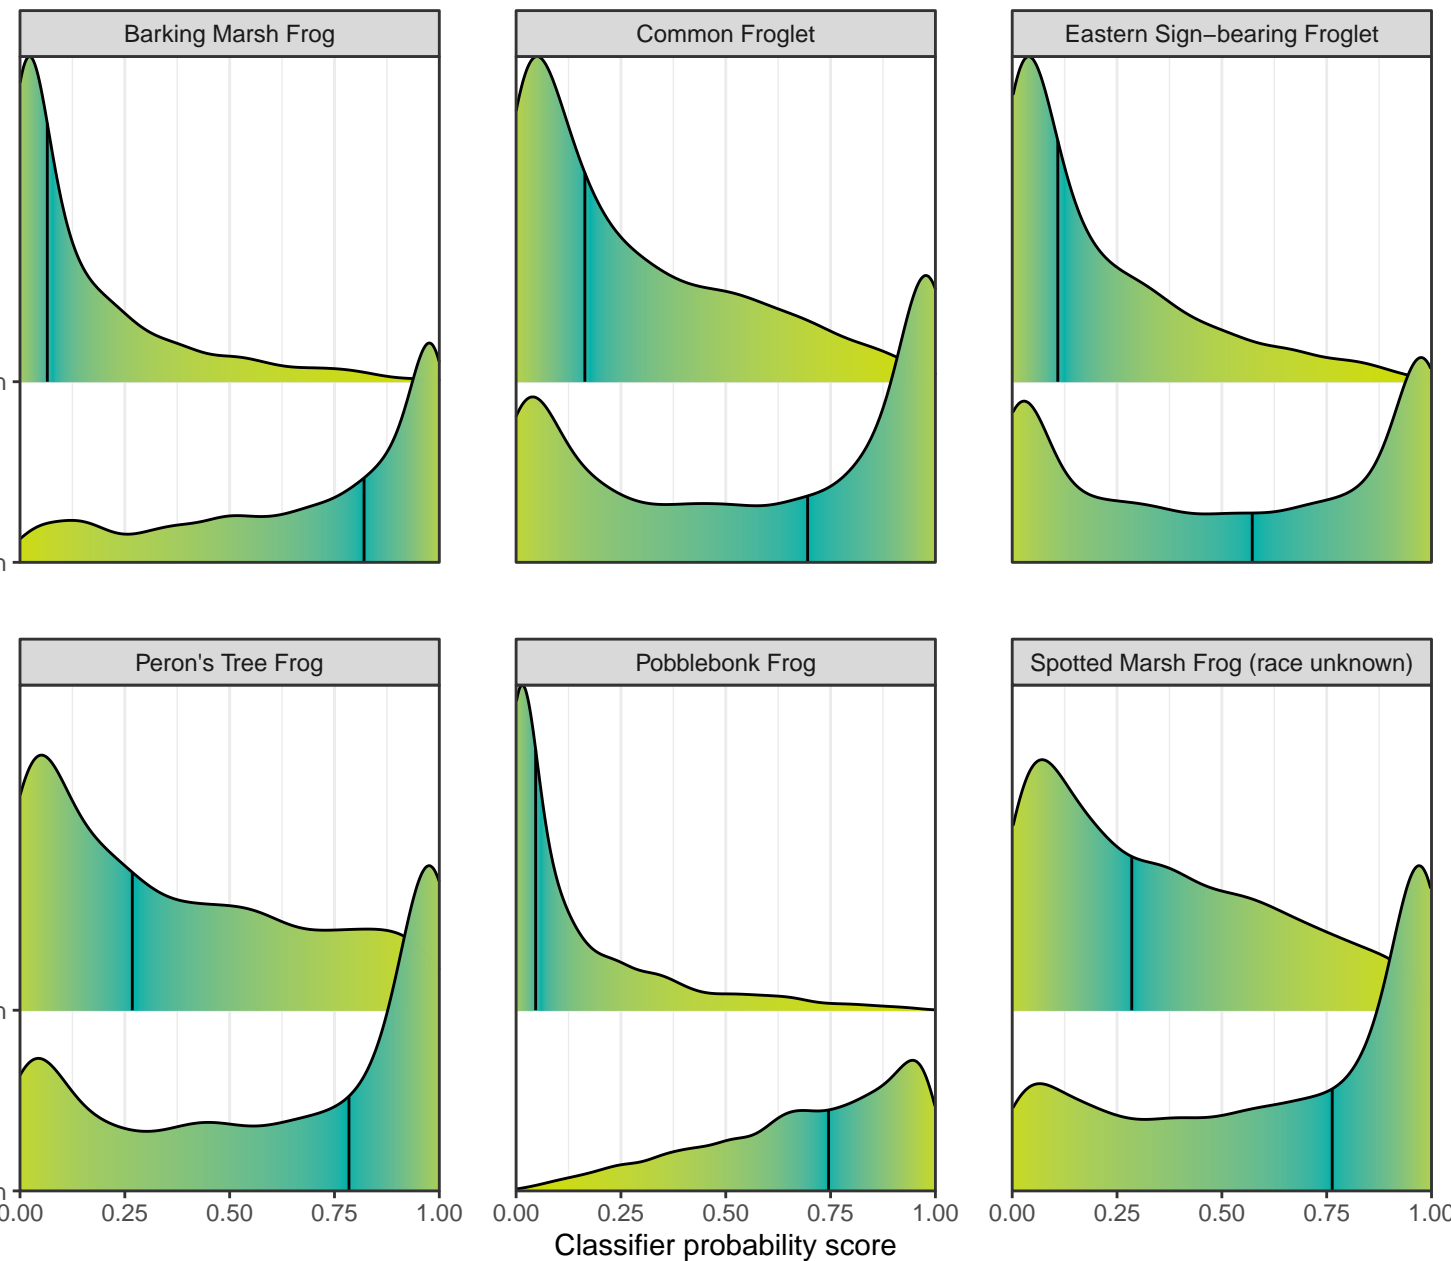 Barking Marsh Frog
Common Froglet
Eastern Sign−bearing Froglet
Peron's Tree Frog
Pobblebonk Frog
Spotted Marsh Frog (race unknown)
0.00 0.25 0.50 0.75 1.00
0.00 0.25 0.50 0.75 1.00
0.00 0.25 0.50 0.75 1.00
Classifier probability score